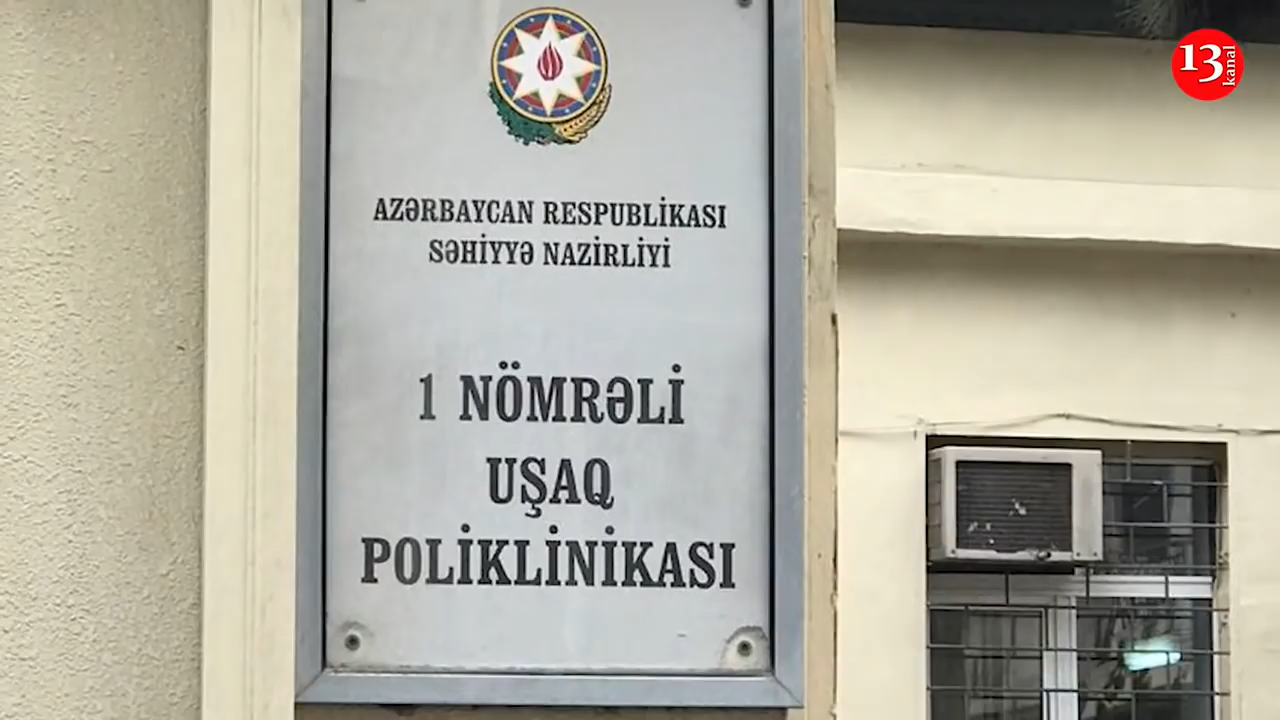 13 kanal
AZƏRBAYCAN RESPUBLİKASI
SƏHİYYƏ NAZİRLİYİ
1 NÖMRƏLİ
UŞAQ
POLİKLİNİKASI